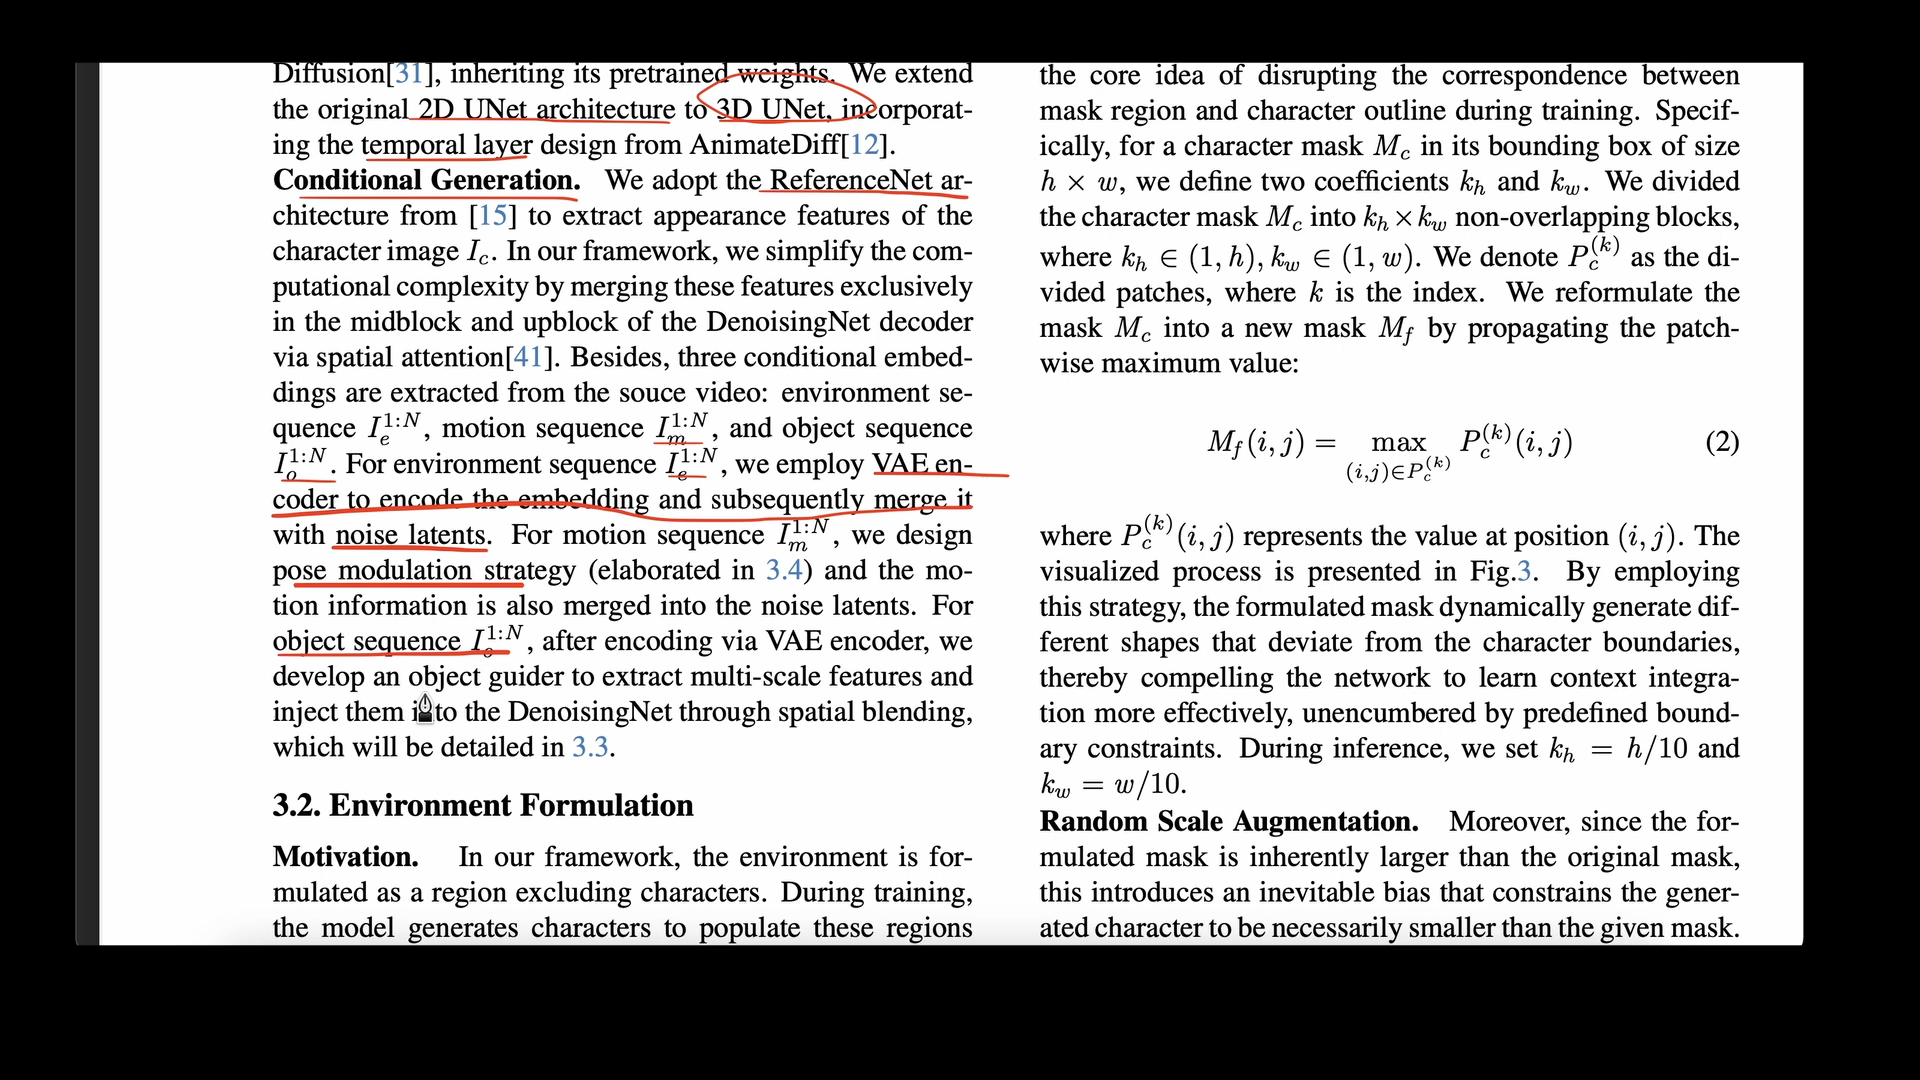 Diffusion[31], inheriting its pretrained weights. We extend
the original 2D UNet architecture to 3D UNet, incorporat-
ing the temporal layer design from AnimateDiff[12].
Conditional Generation. We adopt the ReferenceNet ar-
chitecture from [15] to extract appearance features of the
character image I_c. In our framework, we simplify the com-
putational complexity by merging these features exclusively
in the midblock and upblock of the DenoisingNet decoder
via spatial attention[41]. Besides, three conditional embed-
dings are extracted from the souce video: environment se-
quence I_e^{1:N}, motion sequence I_m^{1:N}, and object sequence
I_o^{1:N}. For environment sequence I_e^{1:N}, we employ VAE en-
coder to encode the embedding and subsequently merge it
with noise latents. For motion sequence I_m^{1:N}, we design
pose modulation strategy (elaborated in 3.4) and the mo-
tion information is also merged into the noise latents. For
object sequence I_o^{1:N}, after encoding via VAE encoder, we
develop an object guider to extract multi-scale features and
inject them into the DenoisingNet through spatial blending,
which will be detailed in 3.3.
3.2. Environment Formulation
Motivation. In our framework, the environment is for-
mulated as a region excluding characters. During training,
the model generates characters to populate these regions
the core idea of disrupting the correspondence between
mask region and character outline during training. Specif-
ically, for a character mask M_c in its bounding box of size
h × w, we define two coefficients k_h and k_w. We divided
the character mask M_c into k_h × k_w non-overlapping blocks,
where k_h ∈ (1, h), k_w ∈ (1, w). We denote P_c^{(k)} as the di-
vided patches, where k is the index. We reformulate the
mask M_c into a new mask M_f by propagating the patch-
wise maximum value:
M_f(i, j) = max_{(i,j)∈P_c^{(k)}} P_c^{(k)}(i, j) (2)
where P_c^{(k)}(i, j) represents the value at position (i, j). The
visualized process is presented in Fig.3. By employing
this strategy, the formulated mask dynamically generate dif-
ferent shapes that deviate from the character boundaries,
thereby compelling the network to learn context integra-
tion more effectively, unencumbered by predefined bound-
ary constraints. During inference, we set k_h = h/10 and
k_w = w/10.
Random Scale Augmentation. Moreover, since the for-
mulated mask is inherently larger than the original mask,
this introduces an inevitable bias that constrains the gener-
ated character to be necessarily smaller than the given mask.